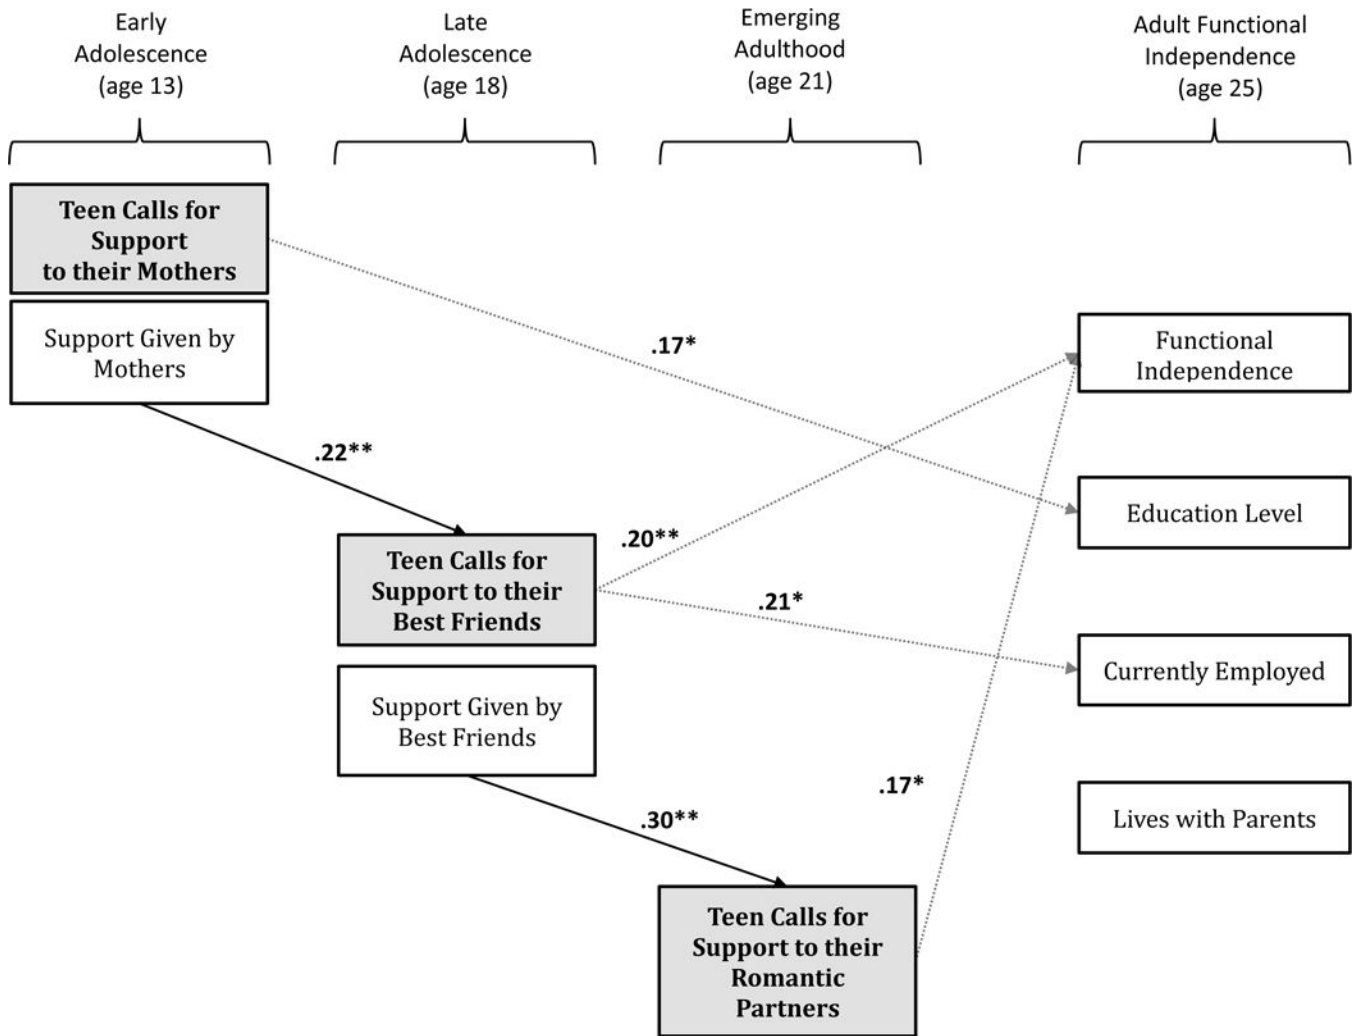 Early
Adolescence
(age 13)
Late
Adolescence
(age 18)
Emerging
Adulthood
(age 21)
Adult Functional
Independence
(age 25)
Teen Calls for
Support
to their Mothers
Support Given by
Mothers
.17*
Functional
Independence
.22**
Education Level
.20**
Teen Calls for
Support to their
Best Friends
.21*
Currently Employed
Support Given by
Best Friends
.17*
Lives with Parents
.30**
Teen Calls for
Support to their
Romantic
Partners